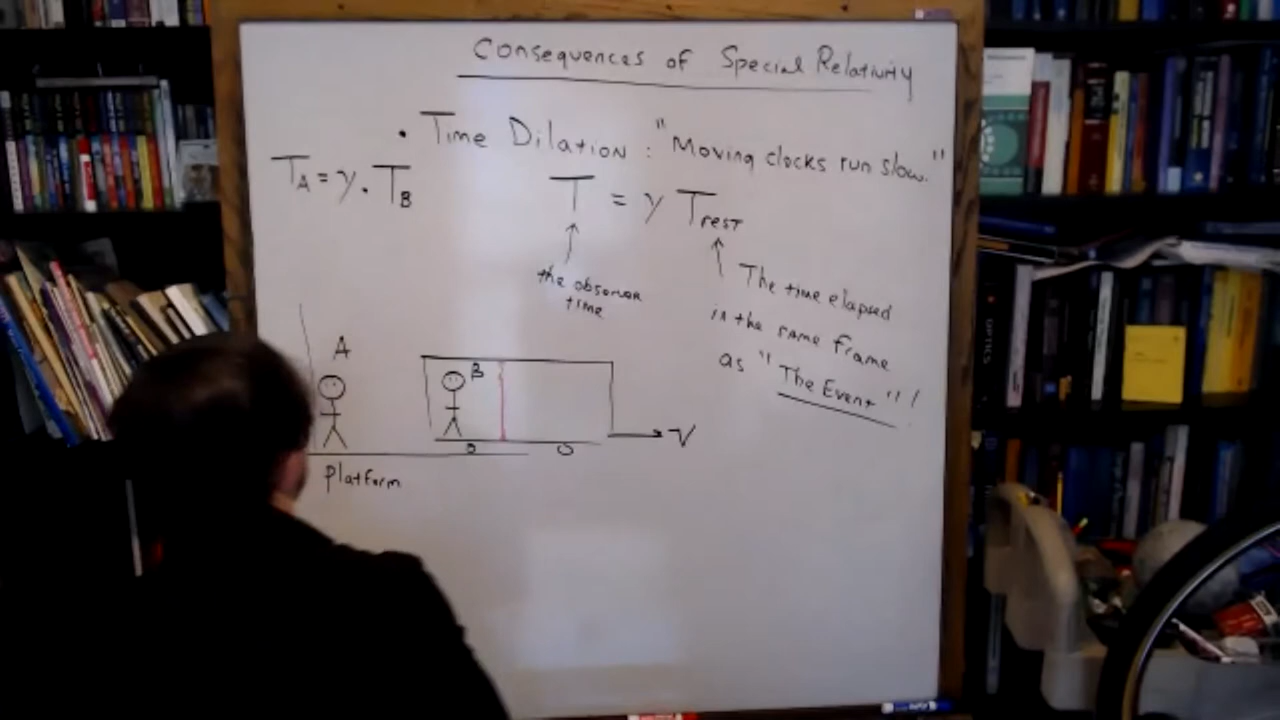 Consequences of Special Relativity
• Time Dilation : "Moving clocks run slow."
T_A = γ · T_B
T = γ T_rest
the observer
time
The time elapsed
in the same frame
as "The Event"!
A
B
V
Platform
OPTICS